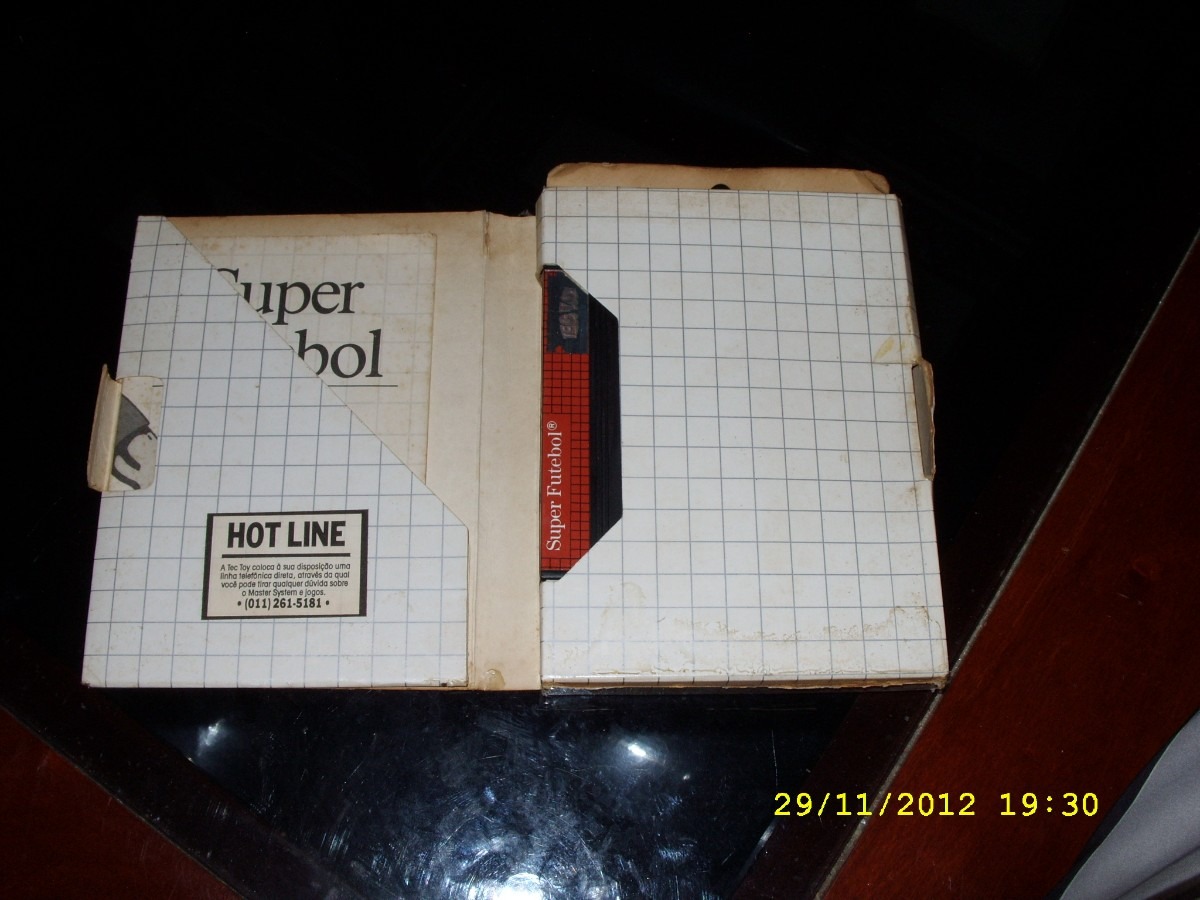 Super
bol
HOT LINE
A Tec Toy coloca à sua disposição uma
linha telefônica direta, através da qual
você pode tirar qualquer dúvida sobre
o Master System e jogos.
• (011) 261-5181 •
Super Futebol®
29/11/2012 19:30